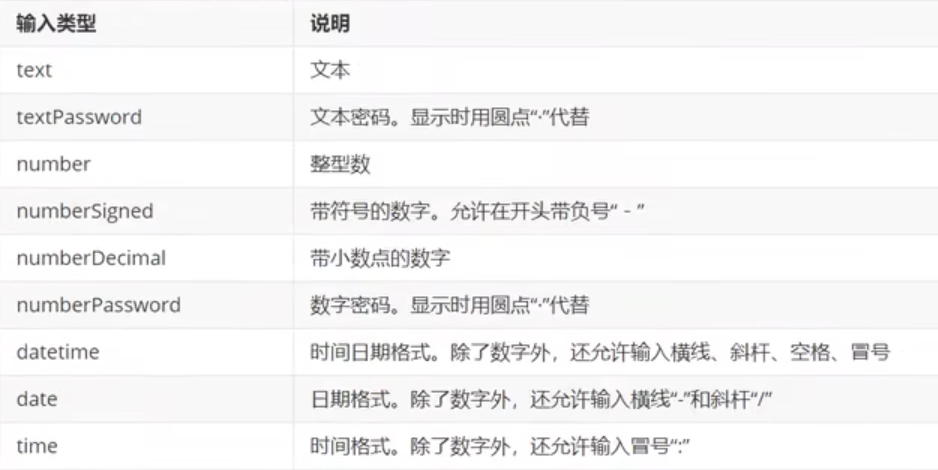 输入类型 说明
text 文本
textPassword 文本密码。显示时用圆点“·”代替
number 整型数
numberSigned 带符号的数字。允许在开头带负号“ - ”
numberDecimal 带小数点的数字
numberPassword 数字密码。显示时用圆点“·”代替
datetime 时间日期格式。除了数字外，还允许输入横线、斜杆、空格、冒号
date 日期格式。除了数字外，还允许输入横线“-”和斜杆“/”
time 时间格式。除了数字外，还允许输入冒号“:”